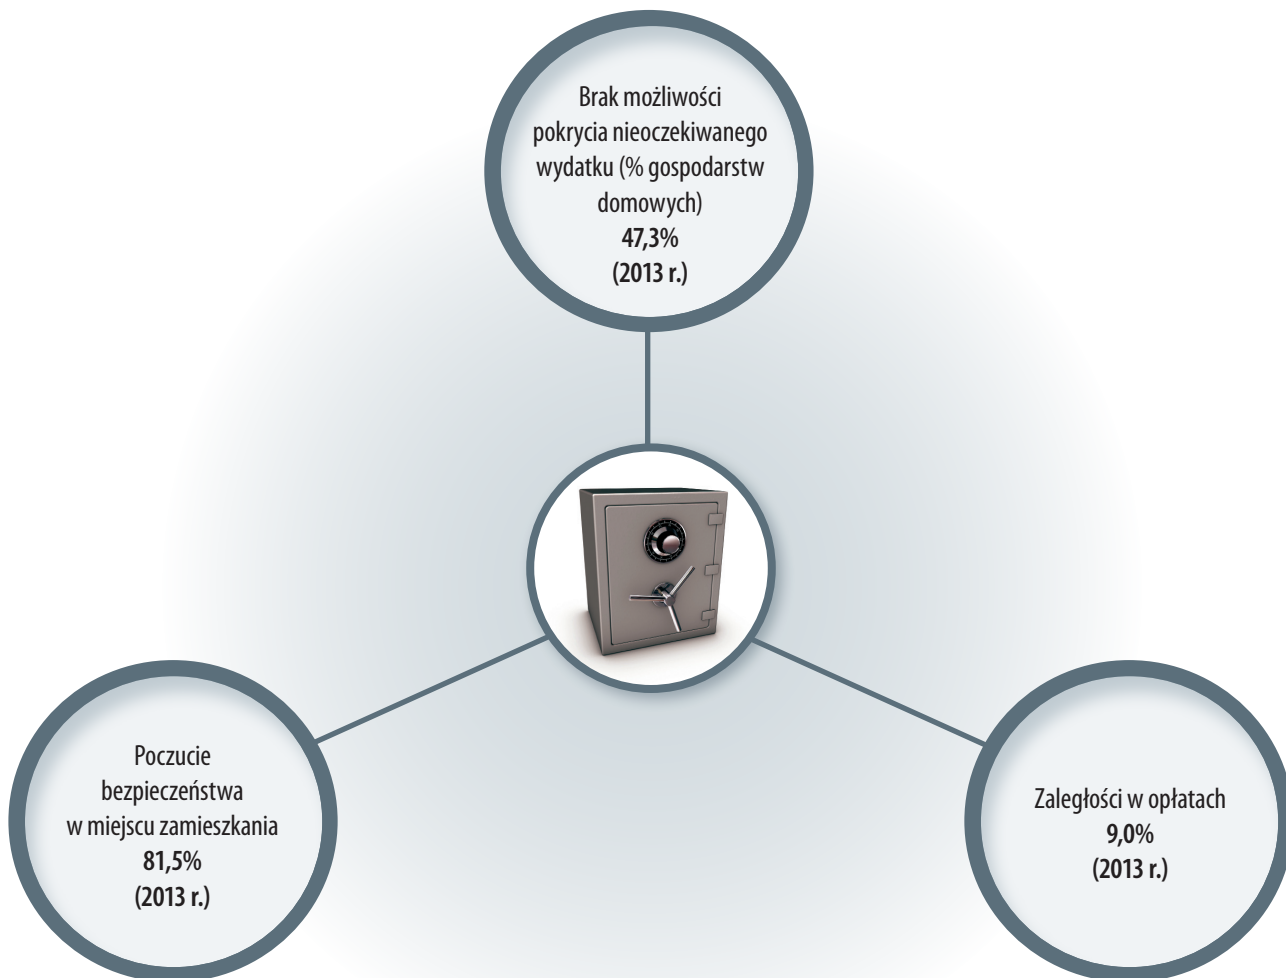 Brak możliwości
pokrycia nieoczekiwanego
wydatku (% gospodarstw
domowych)
47,3%
(2013 r.)
Poczucie
bezpieczeństwa
w miejscu zamieszkania
81,5%
(2013 r.)
Zaległości w opłatach
9,0%
(2013 r.)